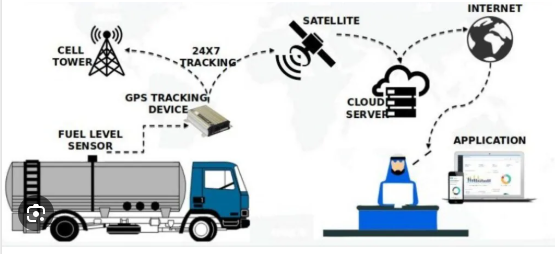 INTERNET
SATELLITE
CELL
TOWER
24X7
TRACKING
GPS TRACKING
DEVICE
CLOUD
SERVER
FUEL LEVEL
SENSOR
APPLICATION